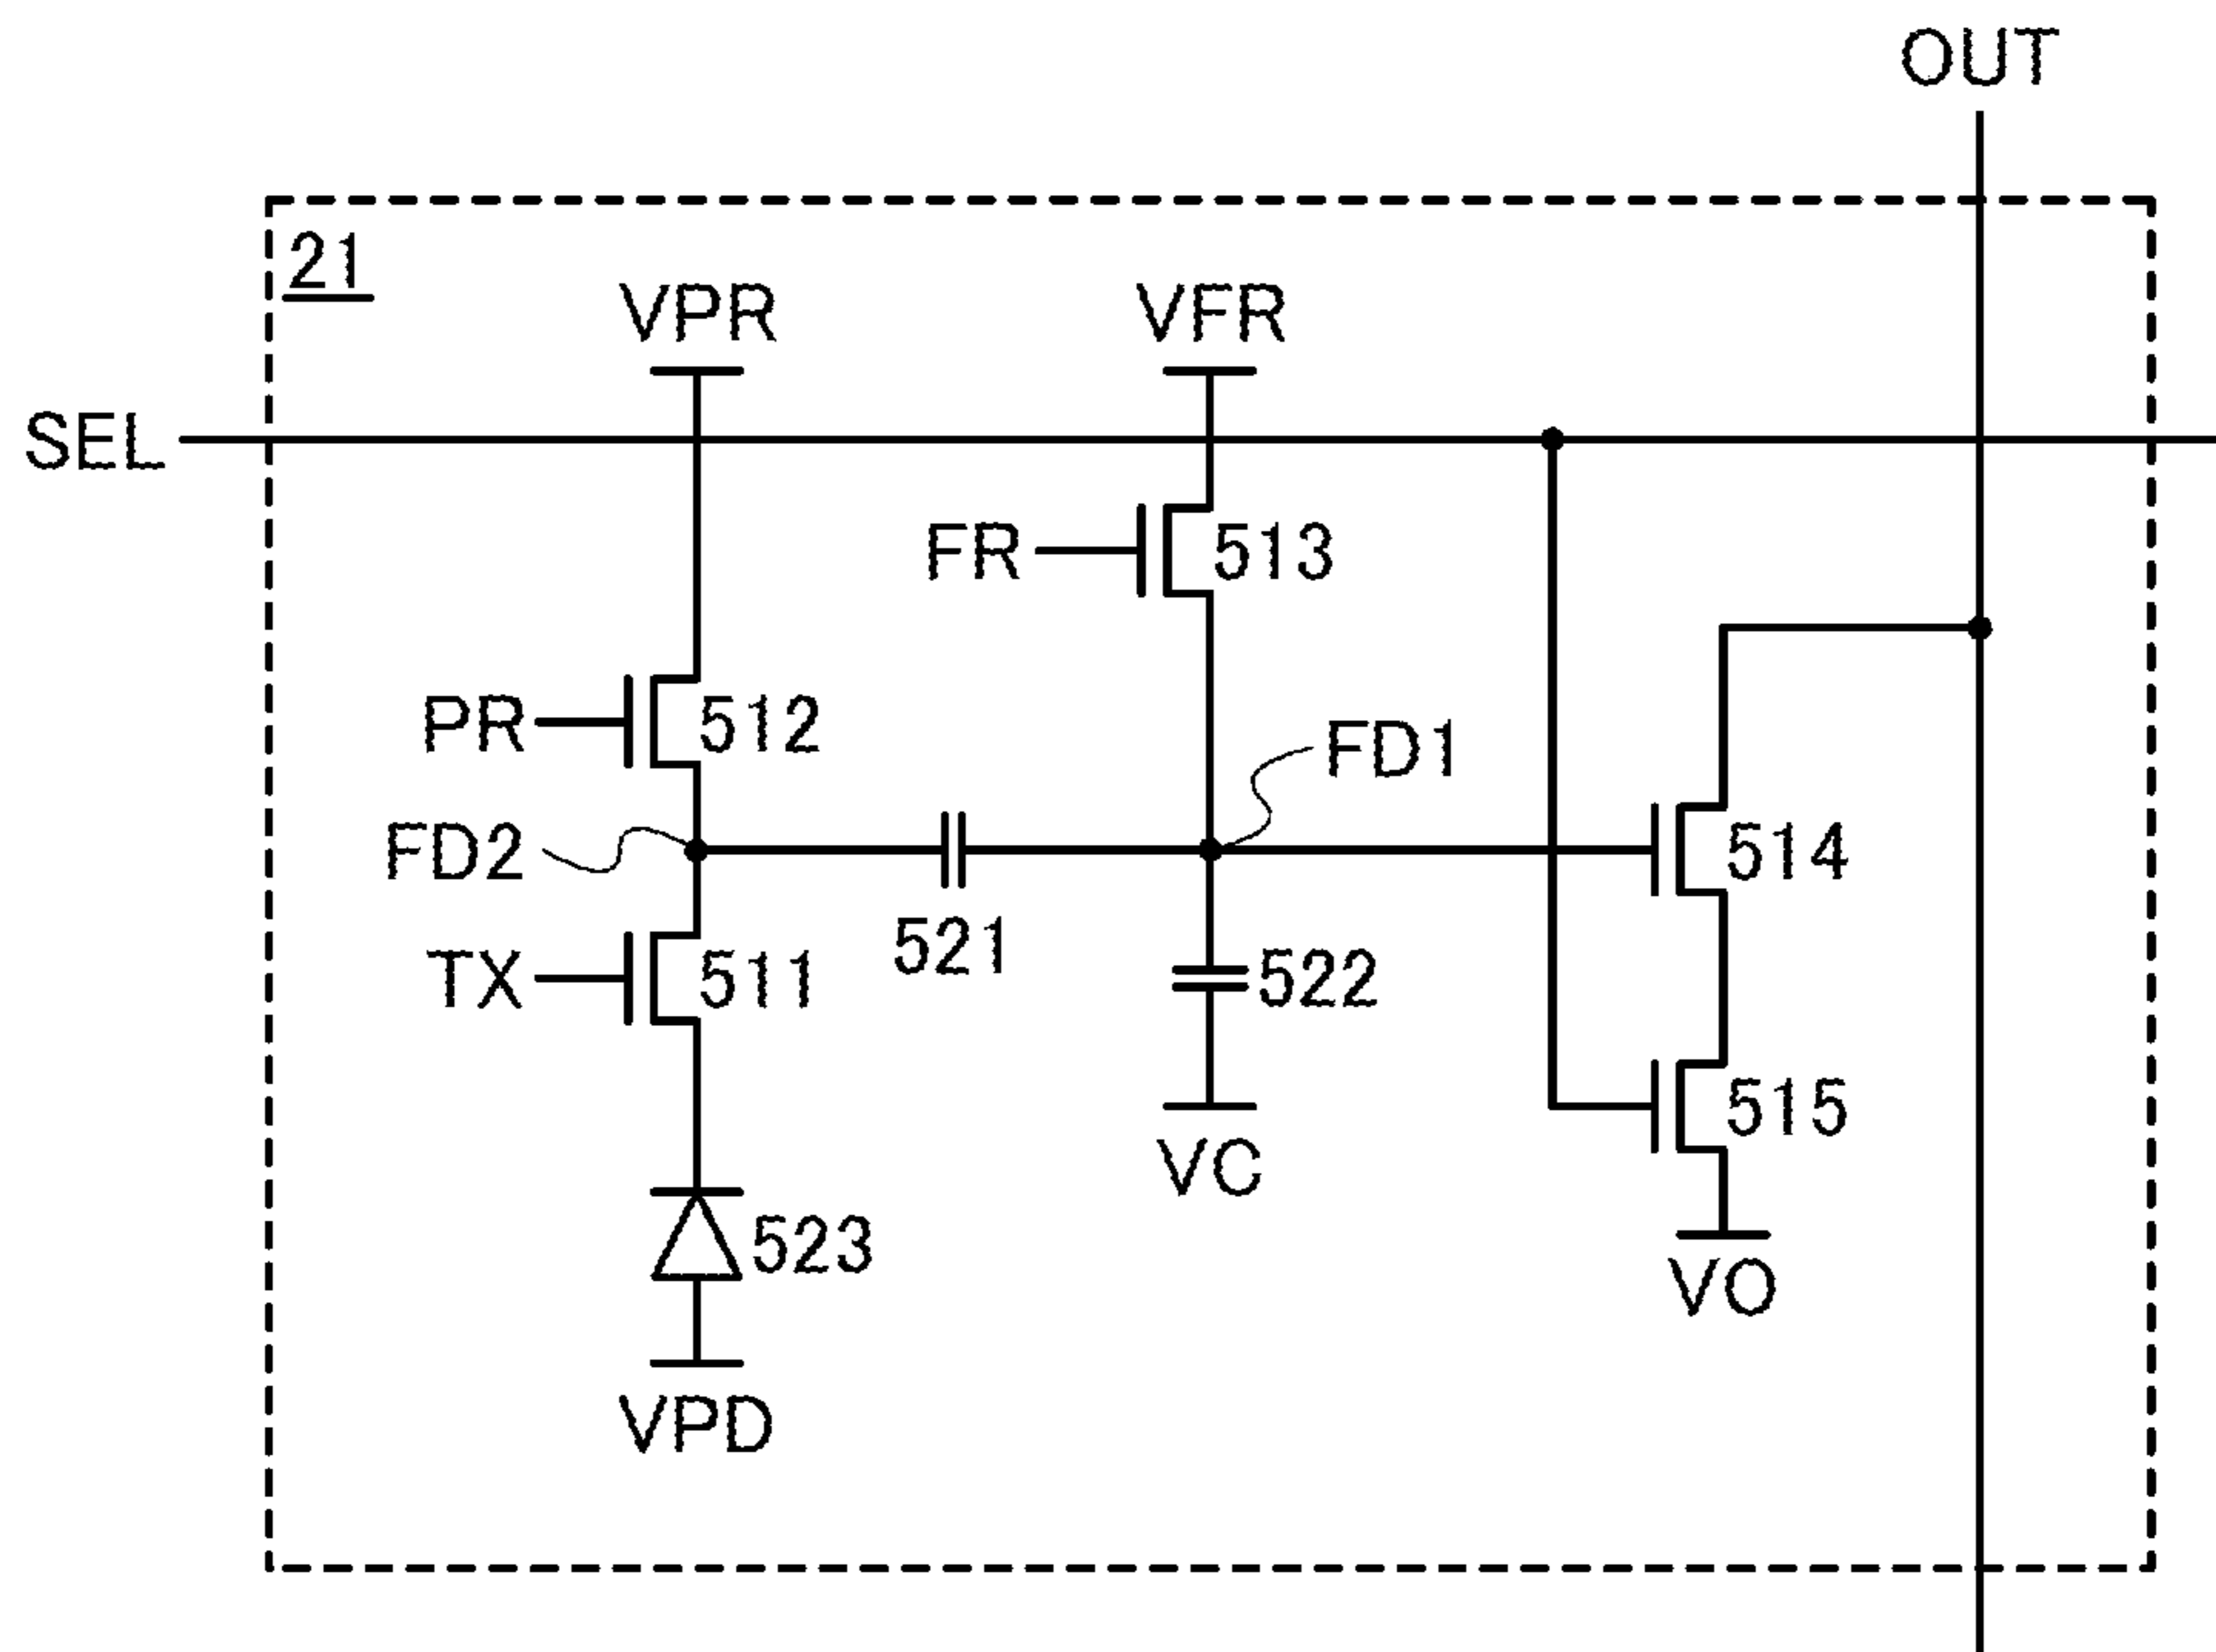 OUT
21
VPR
VFR
SEL
FR
513
PR
512
FD1
FD2
514
521
TX
511
522
515
VC
523
VO
VPD